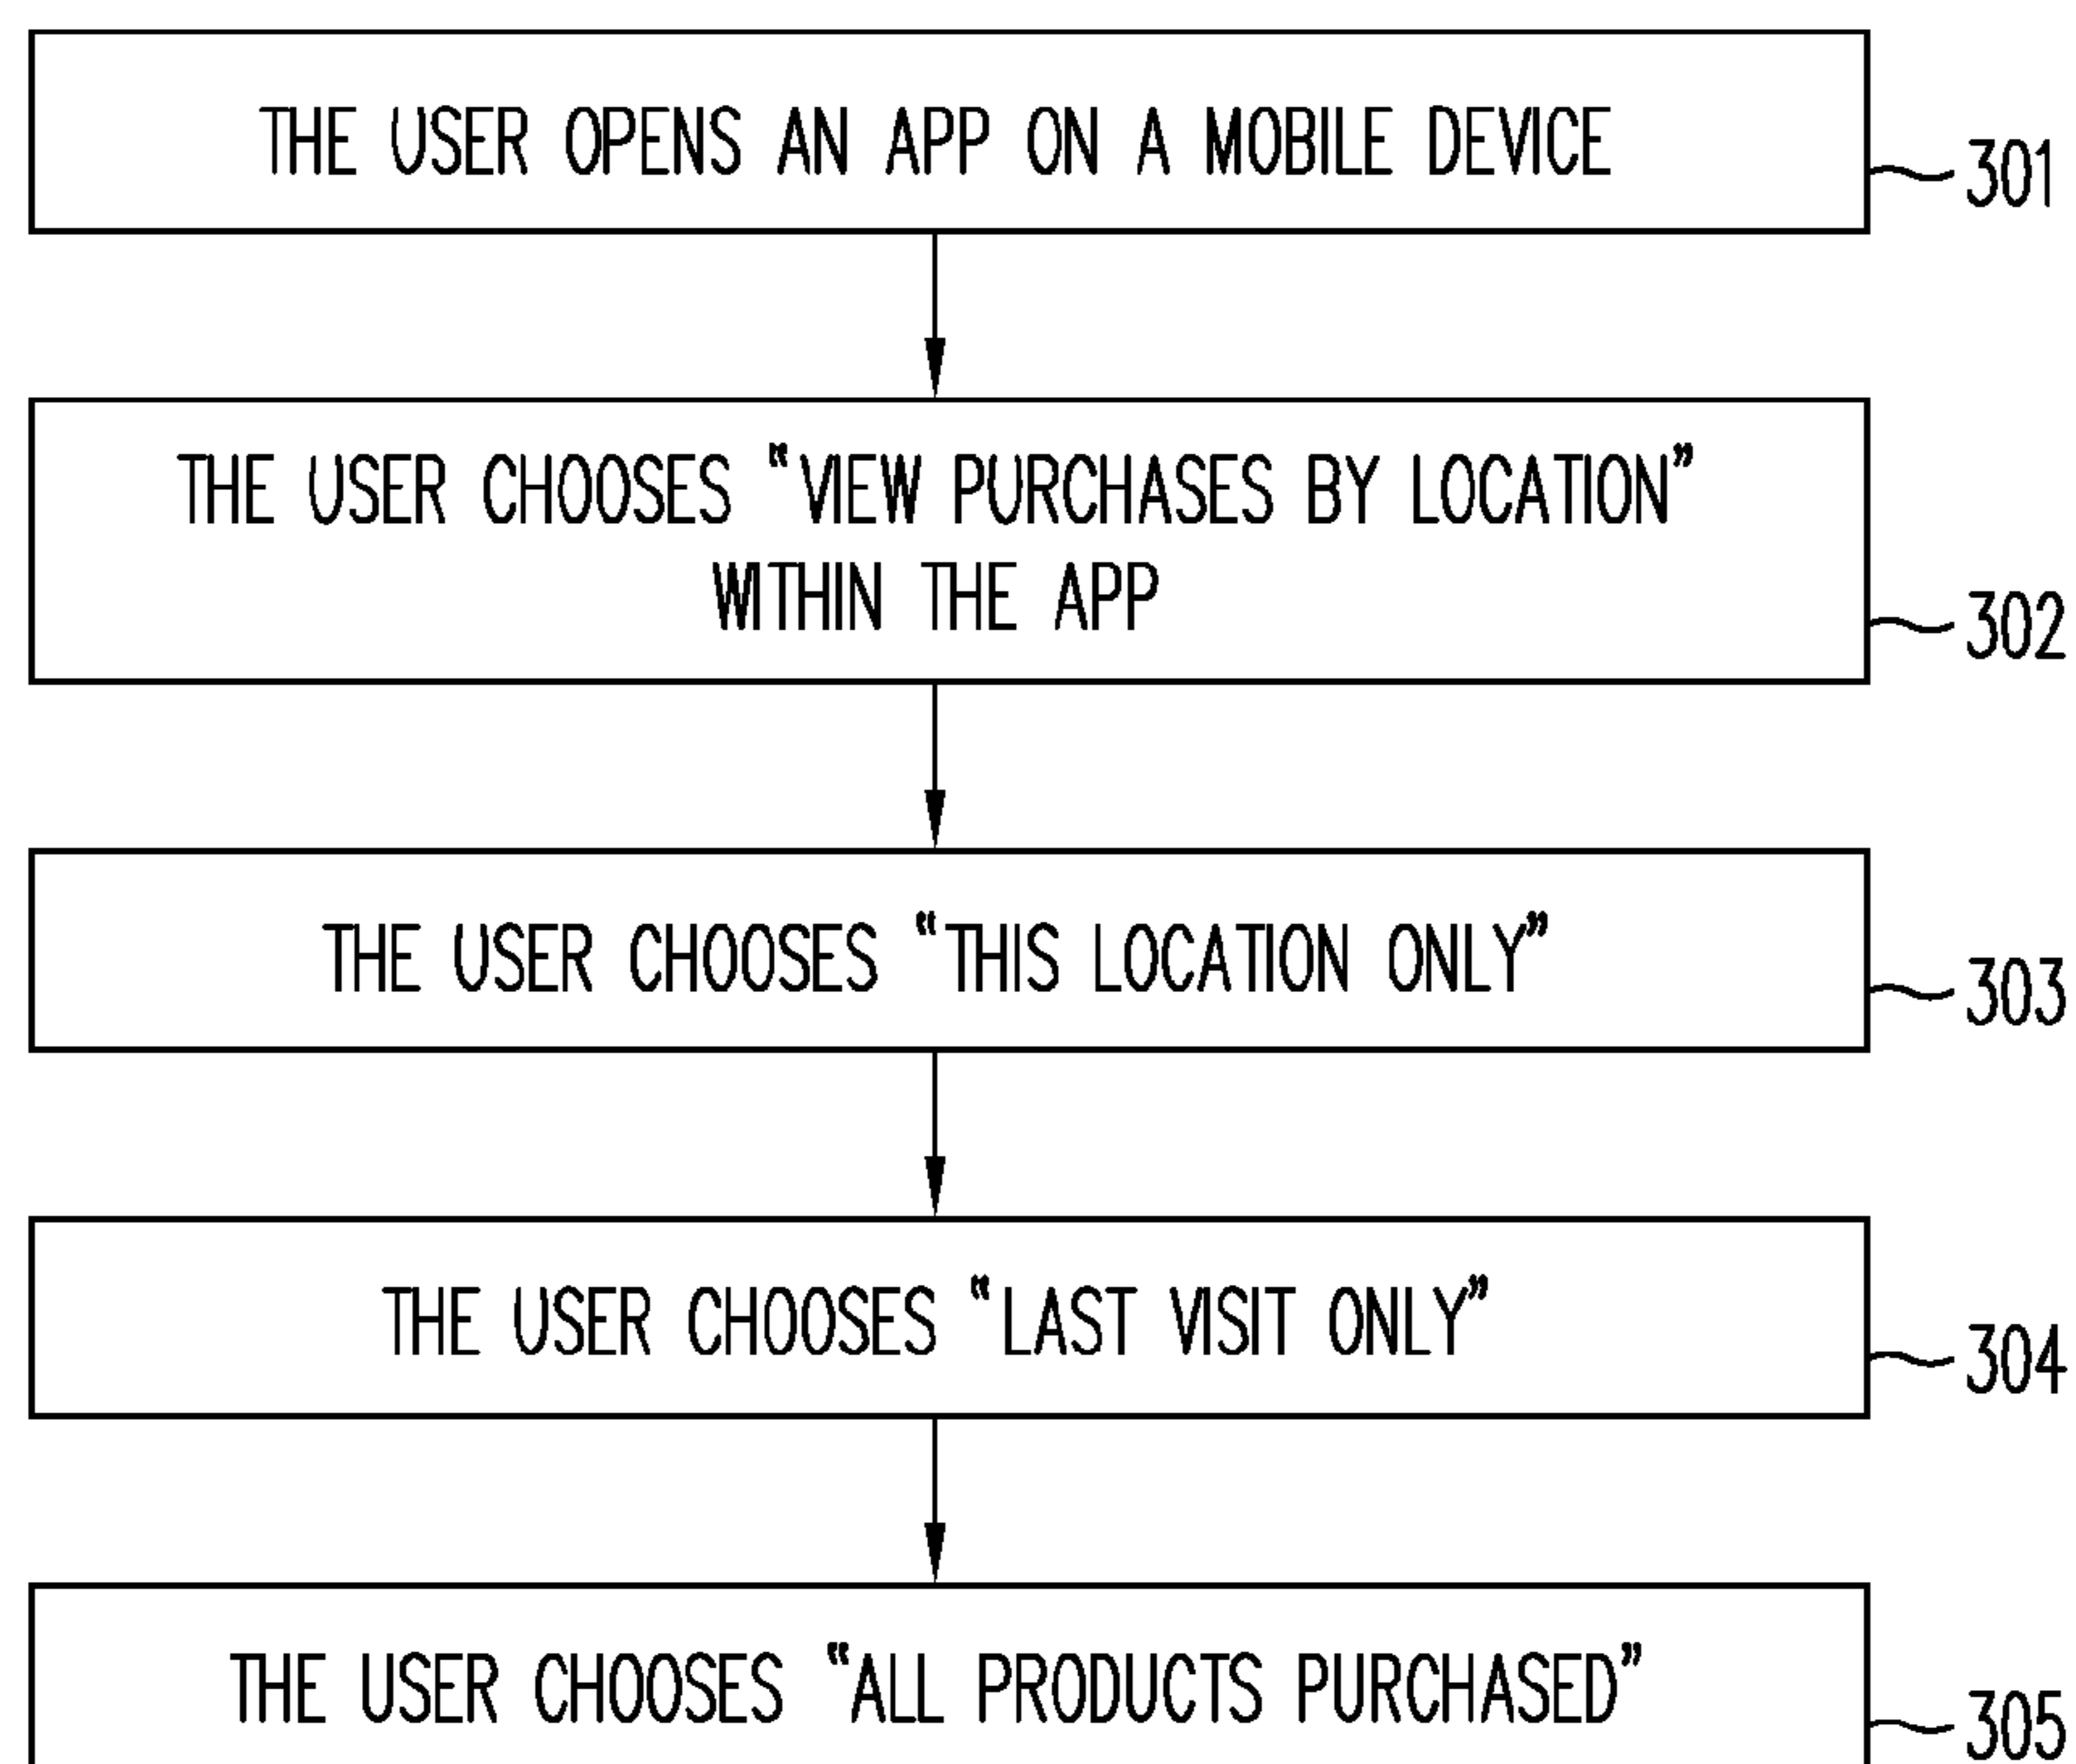 THE USER OPENS AN APP ON A MOBILE DEVICE
301
THE USER CHOOSES “VIEW PURCHASES BY LOCATION”
WITHIN THE APP
302
THE USER CHOOSES “THIS LOCATION ONLY”
303
THE USER CHOOSES “LAST VISIT ONLY”
304
THE USER CHOOSES “ALL PRODUCTS PURCHASED”
305